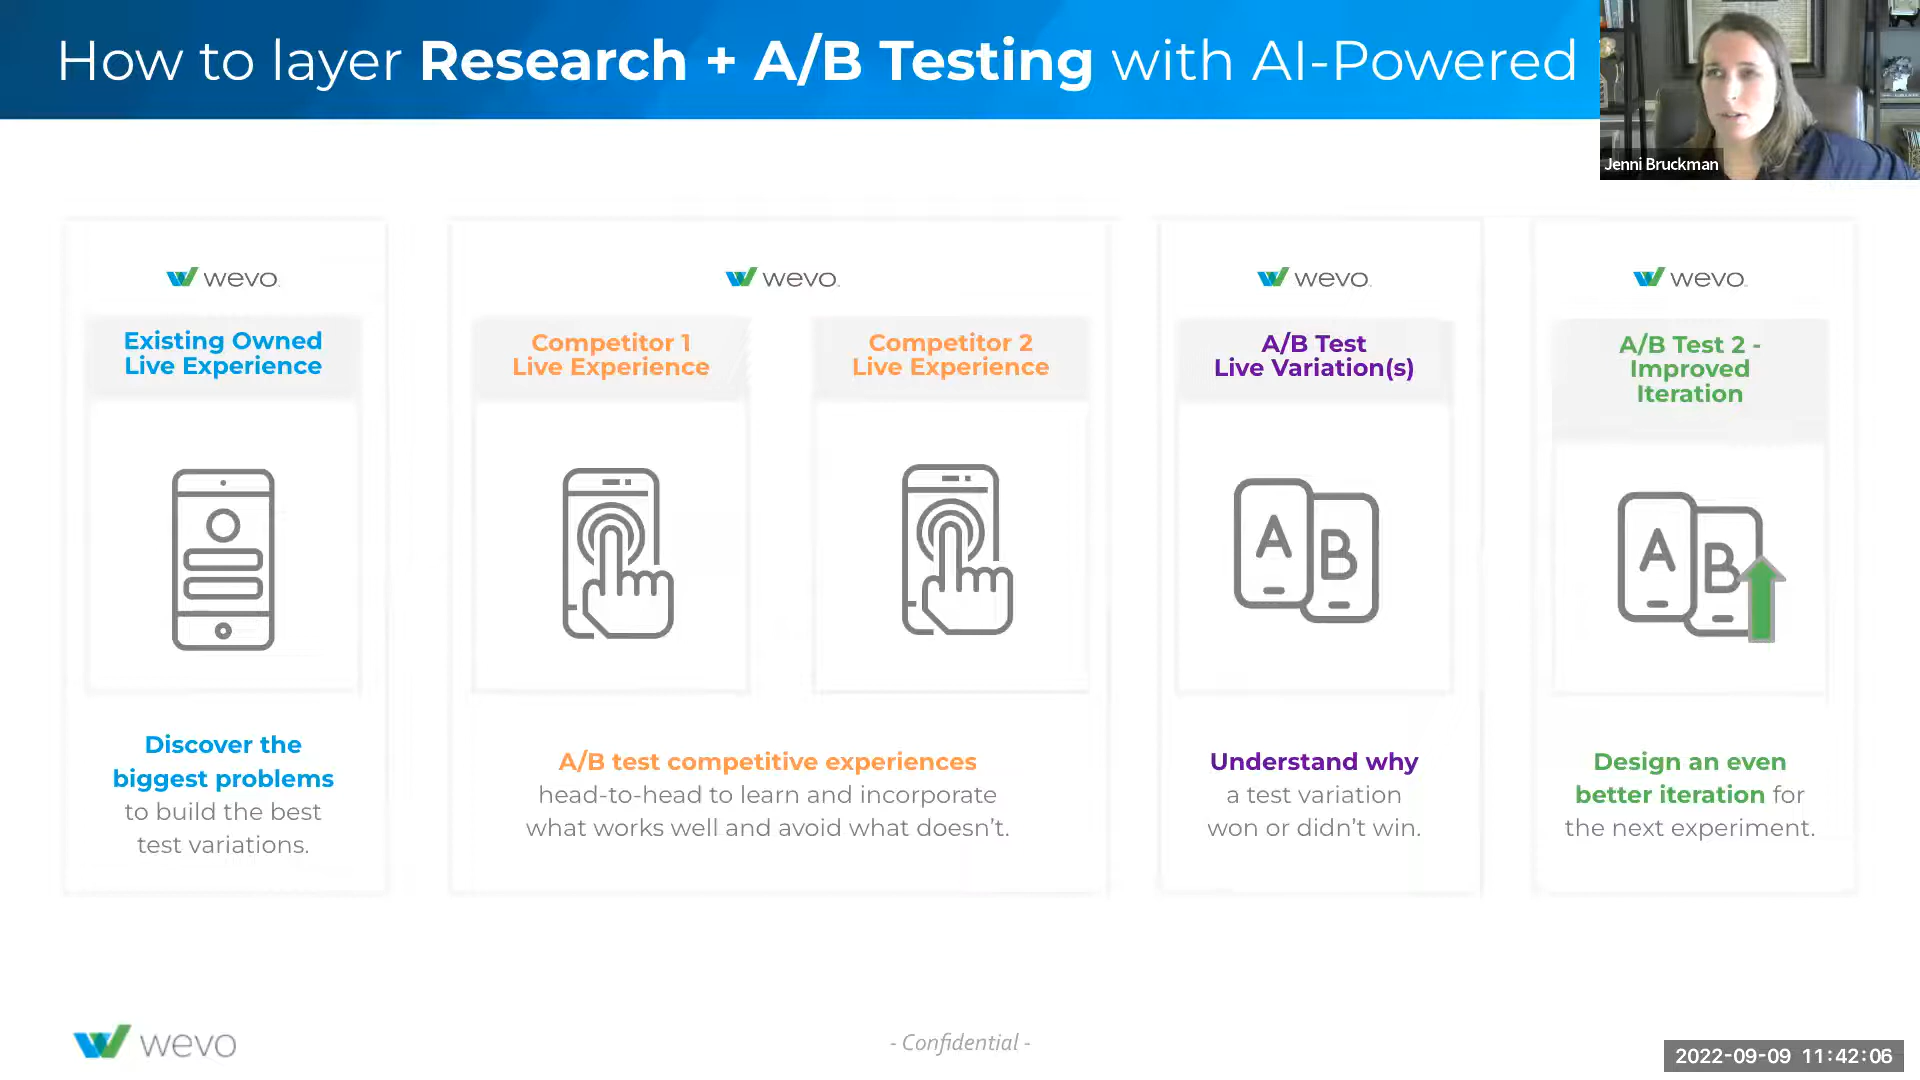 How to layer Research + A/B Testing with AI-Powered
Jenni Bruckman
wevo
Existing Owned
Live Experience
Discover the
biggest problems
to build the best
test variations.
wevo
Competitor 1
Live Experience
Competitor 2
Live Experience
A/B test competitive experiences
head-to-head to learn and incorporate
what works well and avoid what doesn't.
wevo
A/B Test
Live Variation(s)
A
B
Understand why
a test variation
won or didn't win.
wevo
A/B Test 2 -
Improved
Iteration
A
B
Design an even
better iteration for
the next experiment.
wevo
- Confidential -
2022-09-09 11:42:06